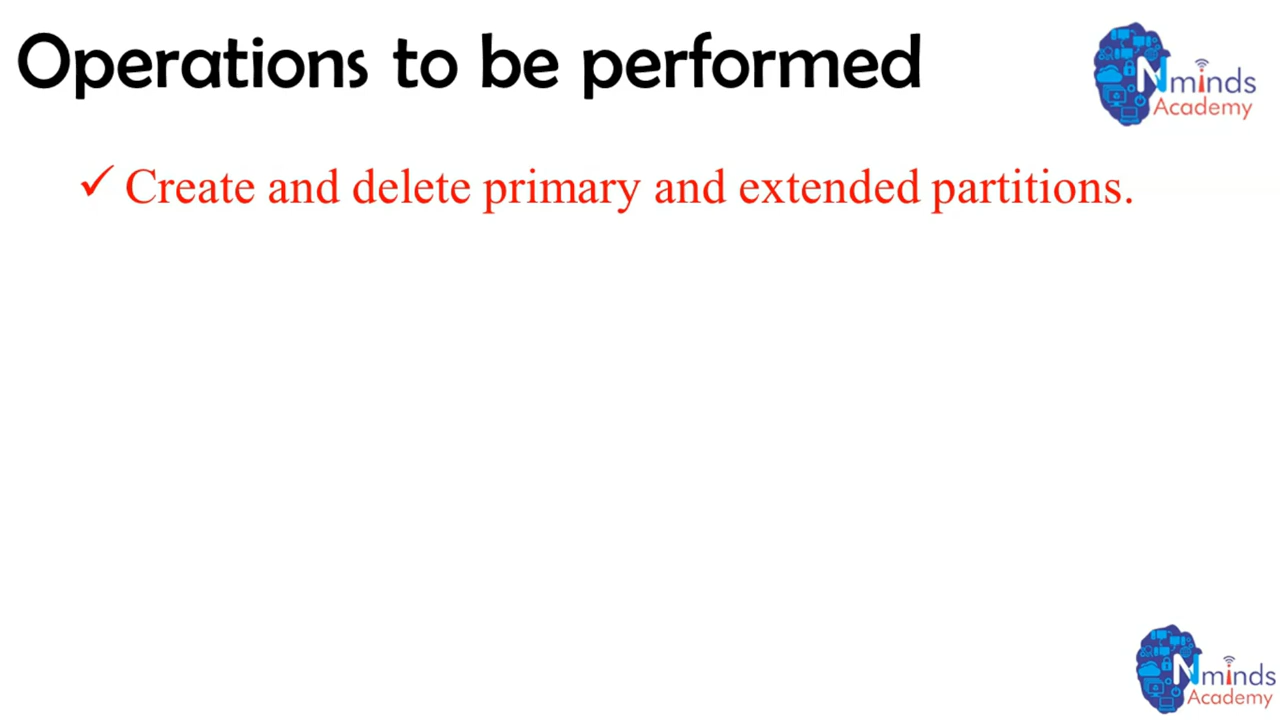 Operations to be performed
Nminds
Academy
✓ Create and delete primary and extended partitions.
Nminds
Academy